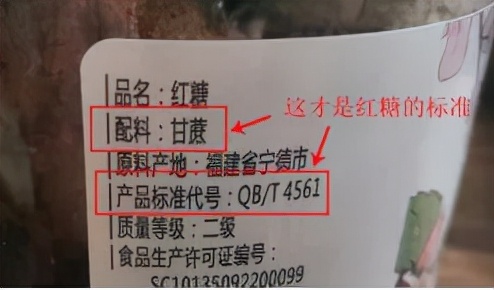 品名：红糖
配料：甘蔗
这才是红糖的标准
原料产地：福建省宁德市
产品标准代号：QB/T 4561
质量等级：二级
食品生产许可证编号：
SC10135092200099